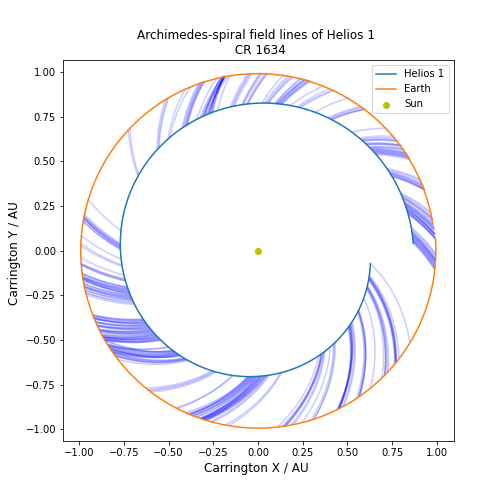 Archimedes-spiral field lines of Helios 1
CR 1634
Helios 1
Earth
Sun
Carrington Y / AU
1.00
0.75
0.50
0.25
0.00
−0.25
−0.50
−0.75
−1.00
−1.00 −0.75 −0.50 −0.25 0.00 0.25 0.50 0.75 1.00
Carrington X / AU